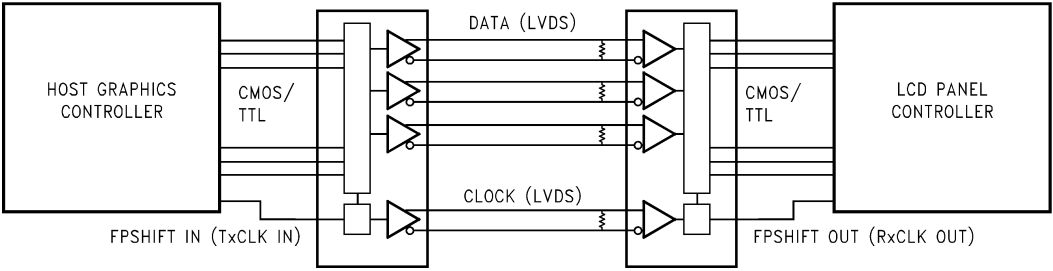 DATA (LVDS)
HOST GRAPHICS
CONTROLLER
CMOS/
TTL
CMOS/
TTL
LCD PANEL
CONTROLLER
CLOCK (LVDS)
FPSHIFT IN (TxCLK IN)
FPSHIFT OUT (RxCLK OUT)